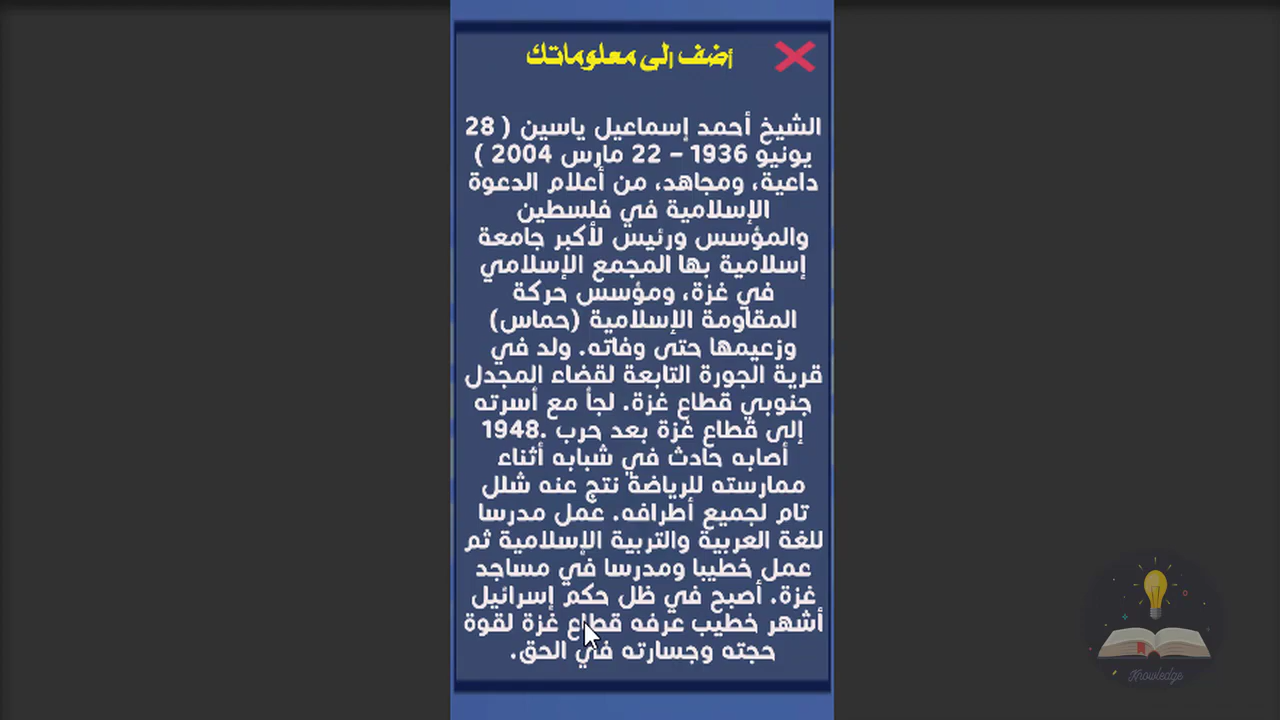 أضف الى معلوماتك
الشيخ أحمد إسماعيل ياسين ( 28
يونيو 1936 – 22 مارس 2004 )
داعية، ومجاهد، من أعلام الدعوة
الإسلامية في فلسطين
والمؤسس ورئيس لأكبر جامعة
إسلامية بها المجمع الإسلامي
في غزة، ومؤسس حركة
المقاومة الإسلامية (حماس)
وزعيمها حتى وفاته. ولد في
قرية الجورة التابعة لقضاء المجدل
جنوبي قطاع غزة. لجأ مع أسرته
إلى قطاع غزة بعد حرب .1948
أصابه حادث في شبابه أثناء
ممارسته للرياضة نتج عنه شلل
تام لجميع أطرافه. عمل مدرسا
للغة العربية والتربية الإسلامية ثم
عمل خطيبا ومدرسا في مساجد
غزة. أصبح في ظل حكم إسرائيل
أشهر خطيب عرفه قطاع غزة لقوة
حجته وجسارته في الحق.
Knowledge